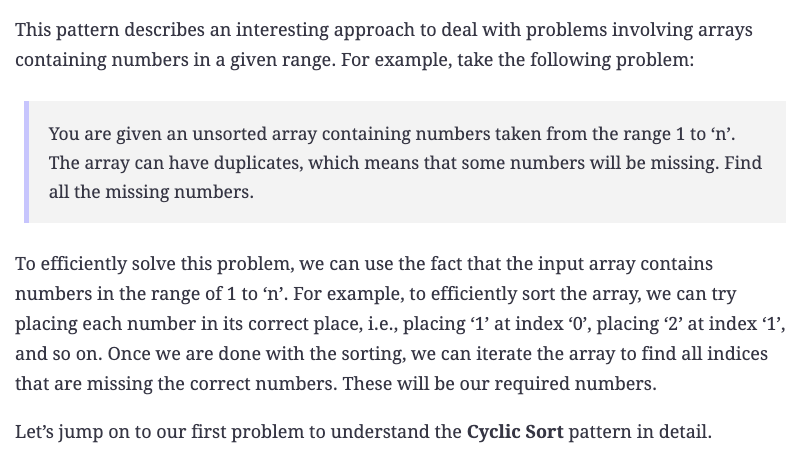 This pattern describes an interesting approach to deal with problems involving arrays
containing numbers in a given range. For example, take the following problem:
You are given an unsorted array containing numbers taken from the range 1 to ‘n’.
The array can have duplicates, which means that some numbers will be missing. Find
all the missing numbers.
To efficiently solve this problem, we can use the fact that the input array contains
numbers in the range of 1 to ‘n’. For example, to efficiently sort the array, we can try
placing each number in its correct place, i.e., placing ‘1’ at index ‘0’, placing ‘2’ at index ‘1’,
and so on. Once we are done with the sorting, we can iterate the array to find all indices
that are missing the correct numbers. These will be our required numbers.
Let’s jump on to our first problem to understand the Cyclic Sort pattern in detail.